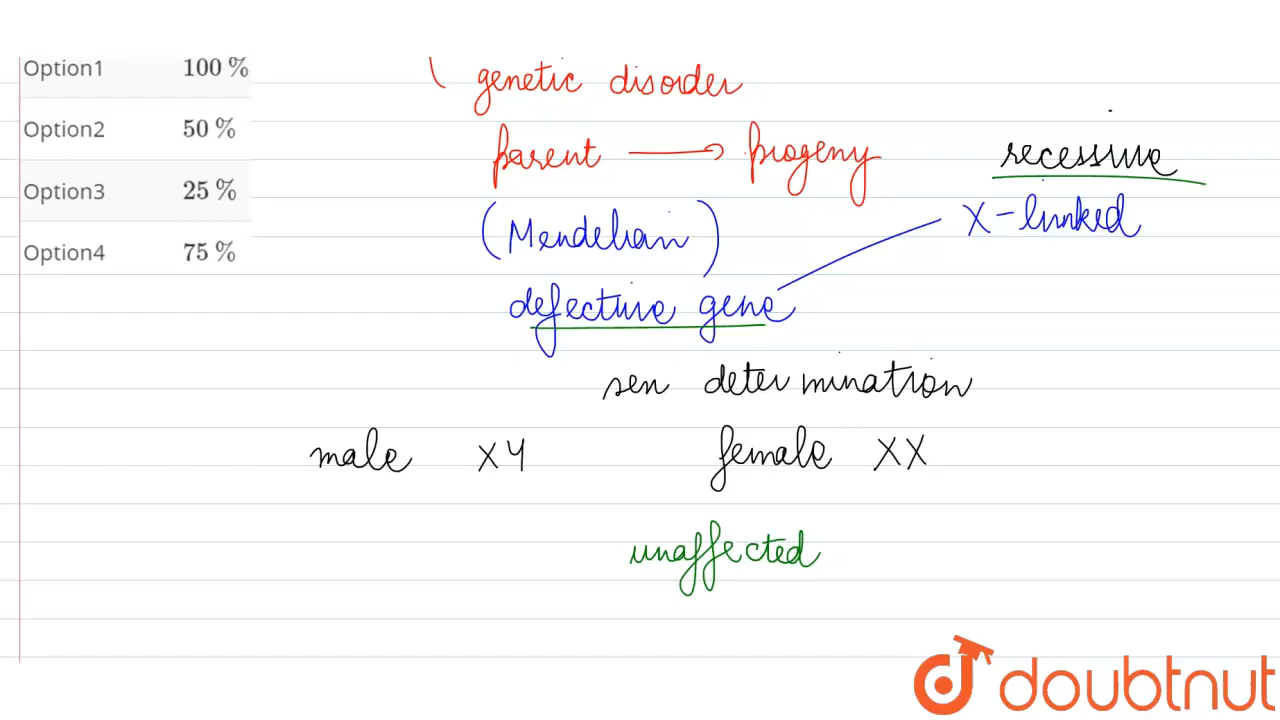 Option1 100 %
genetic disorder
Option2 50 %
parent → progeny
recessive
Option3 25 %
X-linked
(Mendelian)
Option4 75 %
defective gene
sex determination
male XY female XX
unaffected
doubtnut